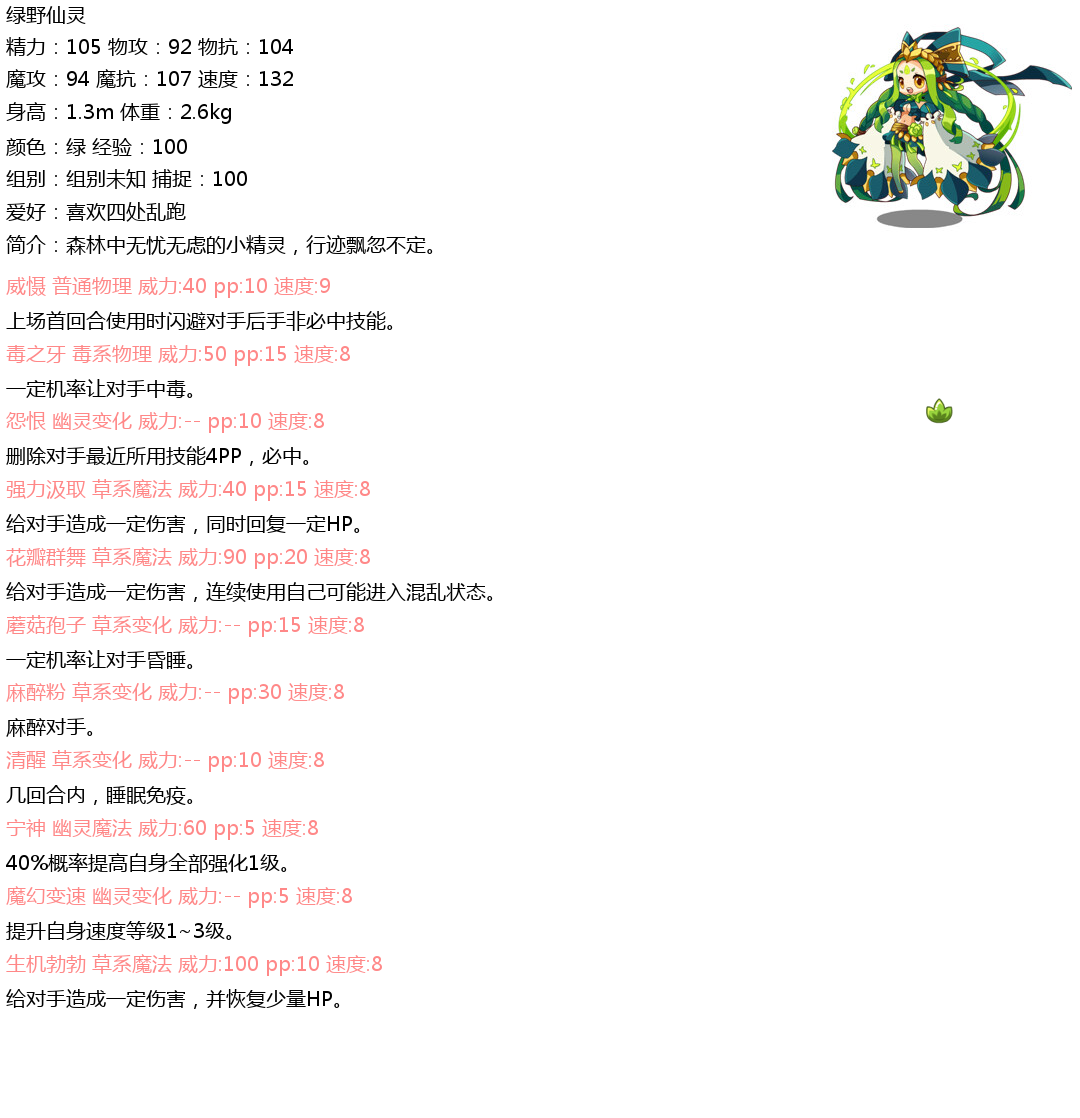 绿野仙灵
精力：105 物攻：92 物抗：104
魔攻：94 魔抗：107 速度：132
身高：1.3m 体重：2.6kg
颜色：绿 经验：100
组别：组别未知 捕捉：100
爱好：喜欢四处乱跑
简介：森林中无忧无虑的小精灵，行迹飘忽不定。
威慑 普通物理 威力:40 pp:10 速度:9
上场首回合使用时闪避对手后手非必中技能。
毒之牙 毒系物理 威力:50 pp:15 速度:8
一定机率让对手中毒。
怨恨 幽灵变化 威力:-- pp:10 速度:8
删除对手最近所用技能4PP，必中。
强力汲取 草系魔法 威力:40 pp:15 速度:8
给对手造成一定伤害，同时回复一定HP。
花瓣群舞 草系魔法 威力:90 pp:20 速度:8
给对手造成一定伤害，连续使用自己可能进入混乱状态。
蘑菇孢子 草系变化 威力:-- pp:15 速度:8
一定机率让对手昏睡。
麻醉粉 草系变化 威力:-- pp:30 速度:8
麻醉对手。
清醒 草系变化 威力:-- pp:10 速度:8
几回合内，睡眠免疫。
宁神 幽灵魔法 威力:60 pp:5 速度:8
40%概率提高自身全部强化1级。
魔幻变速 幽灵变化 威力:-- pp:5 速度:8
提升自身速度等级1~3级。
生机勃勃 草系魔法 威力:100 pp:10 速度:8
给对手造成一定伤害，并恢复少量HP。